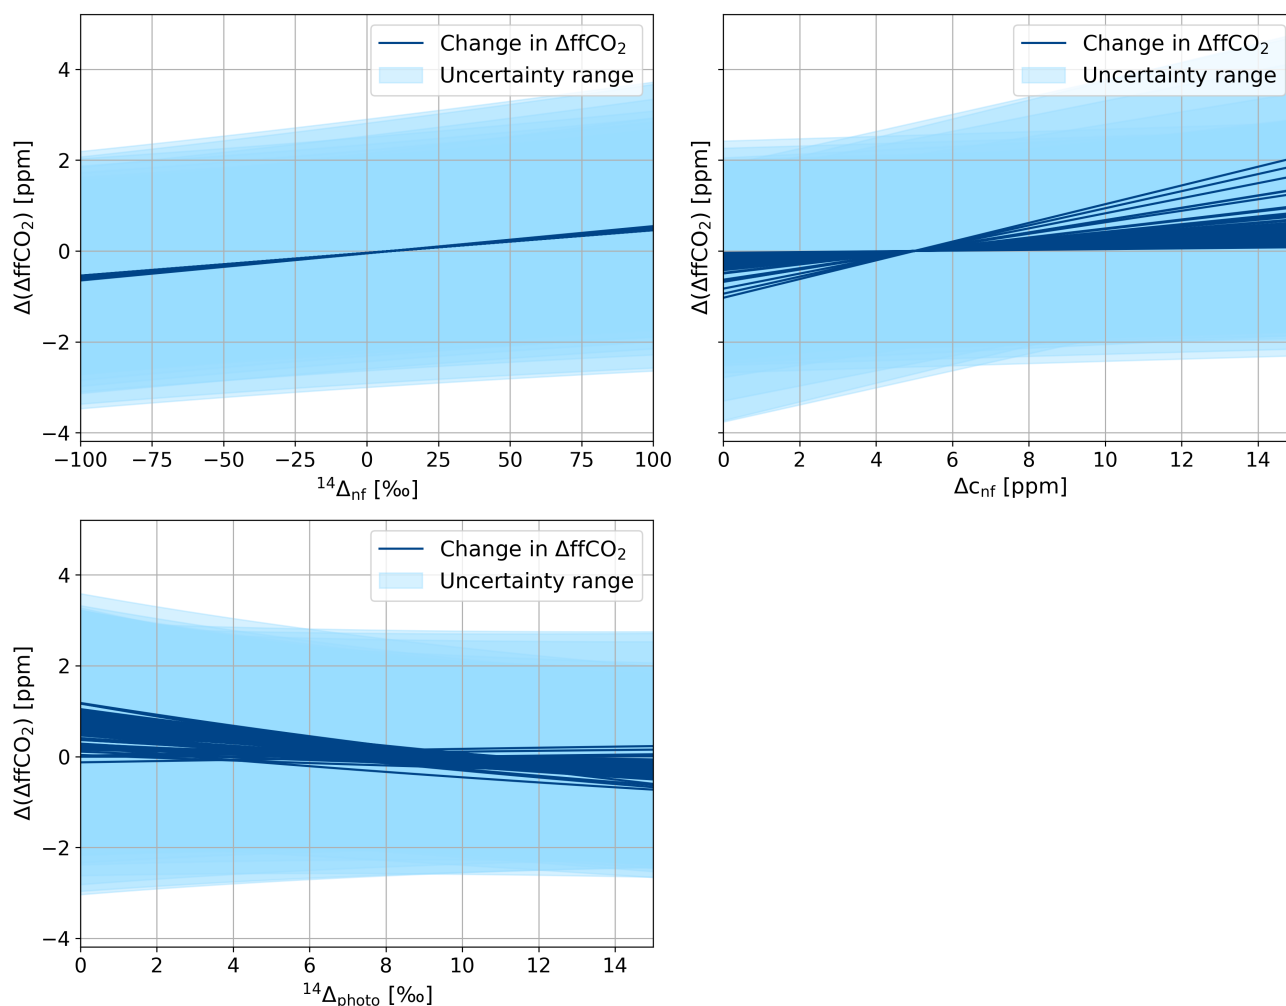 Δ(ΔffCO₂) [ppm]
4
2
0
−2
−4
Change in ΔffCO₂
Uncertainty range
−100 −75 −50 −25 0 25 50 75 100
¹⁴Δnf [‰]
Δ(ΔffCO₂) [ppm]
Change in ΔffCO₂
Uncertainty range
0 2 4 6 8 10 12 14
Δcnf [ppm]
Δ(ΔffCO₂) [ppm]
4
2
0
−2
−4
Change in ΔffCO₂
Uncertainty range
0 2 4 6 8 10 12 14
¹⁴Δphoto [‰]